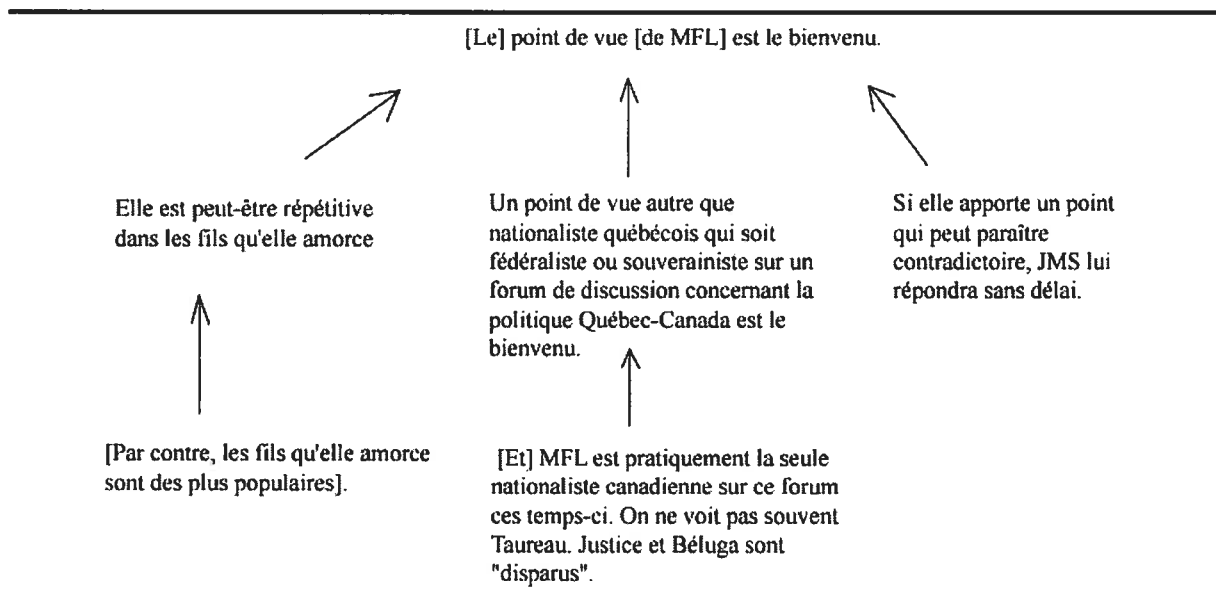 [Le] point de vue [de MFL] est le bienvenu.
Elle est peut-être répétitive
dans les fils qu'elle amorce
Un point de vue autre que
nationaliste québécois qui soit
fédéraliste ou souverainiste sur un
forum de discussion concernant la
politique Québec-Canada est le
bienvenu.
Si elle apporte un point
qui peut paraître
contradictoire, JMS lui
répondra sans délai.
[Par contre, les fils qu'elle amorce
sont des plus populaires].
[Et] MFL est pratiquement la seule
nationaliste canadienne sur ce forum
ces temps-ci. On ne voit pas souvent
Taureau. Justice et Béluga sont
"disparus".